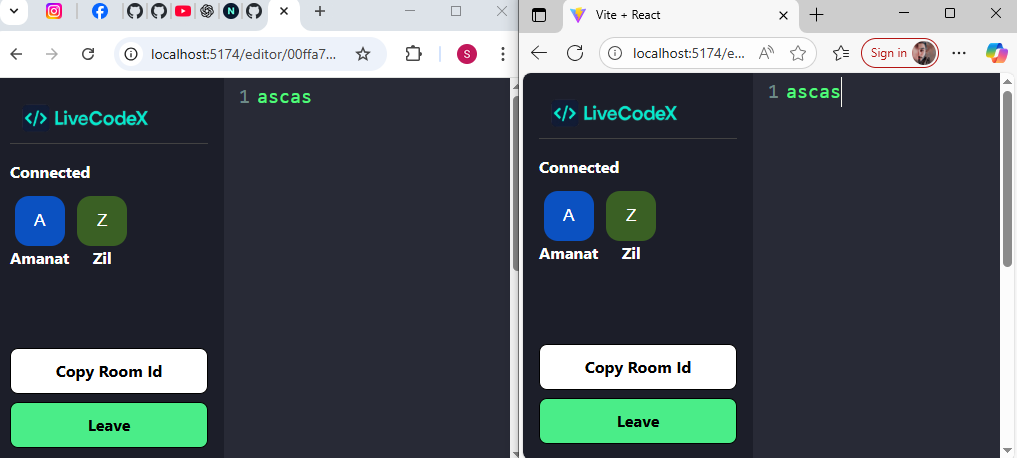 S
localhost:5174/editor/00ffa7...
</> LiveCodeX
Connected
A Z
Amanat Zil
Copy Room Id
Leave
1 ascas
Vite + React
localhost:5174/e...
A
Sign in
</> LiveCodeX
Connected
A Z
Amanat Zil
Copy Room Id
Leave
1 ascas